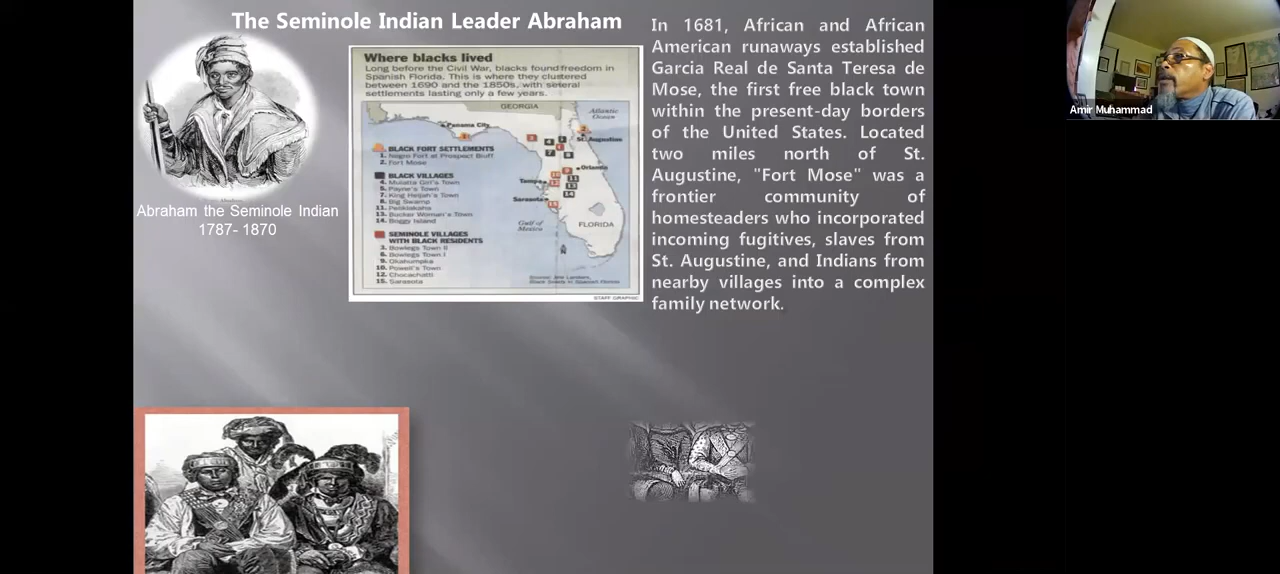 The Seminole Indian Leader Abraham
Abraham the Seminole Indian
1787- 1870
Where blacks lived
Long before the Civil War, blacks found freedom in
Spanish Florida. This is where they clustered
between 1690 and the 1850s, with several
settlements lasting only a few years.
GEORGIA
Atlantic
Ocean
Panama City
St. Augustine
Orlando
Tampa
Sarasota
Gulf of
Mexico
FLORIDA
BLACK FORT SETTLEMENTS
1. Negro Fort at Prospect Bluff
2. Fort Mose
BLACK VILLAGES
4. Mulatto Girl's Town
5. Payne's Town
7. King Heijah's Town
8. Big Swamp
11. Pelilakaha
13. Bucker Woman's Town
14. Boggy Island
SEMINOLE VILLAGES
WITH BLACK RESIDENTS
3. Bowlegs Town II
6. Bowlegs Town I
9. Okahumpka
10. Powell's Town
12. Chocachatti
15. Sarasota
STAFF GRAPHIC
In 1681, African and African
American runaways established
Garcia Real de Santa Teresa de
Mose, the first free black town
within the present-day borders
of the United States. Located
two miles north of St.
Augustine, "Fort Mose" was a
frontier community of
homesteaders who incorporated
incoming fugitives, slaves from
St. Augustine, and Indians from
nearby villages into a complex
family network.
Amir Muhammad